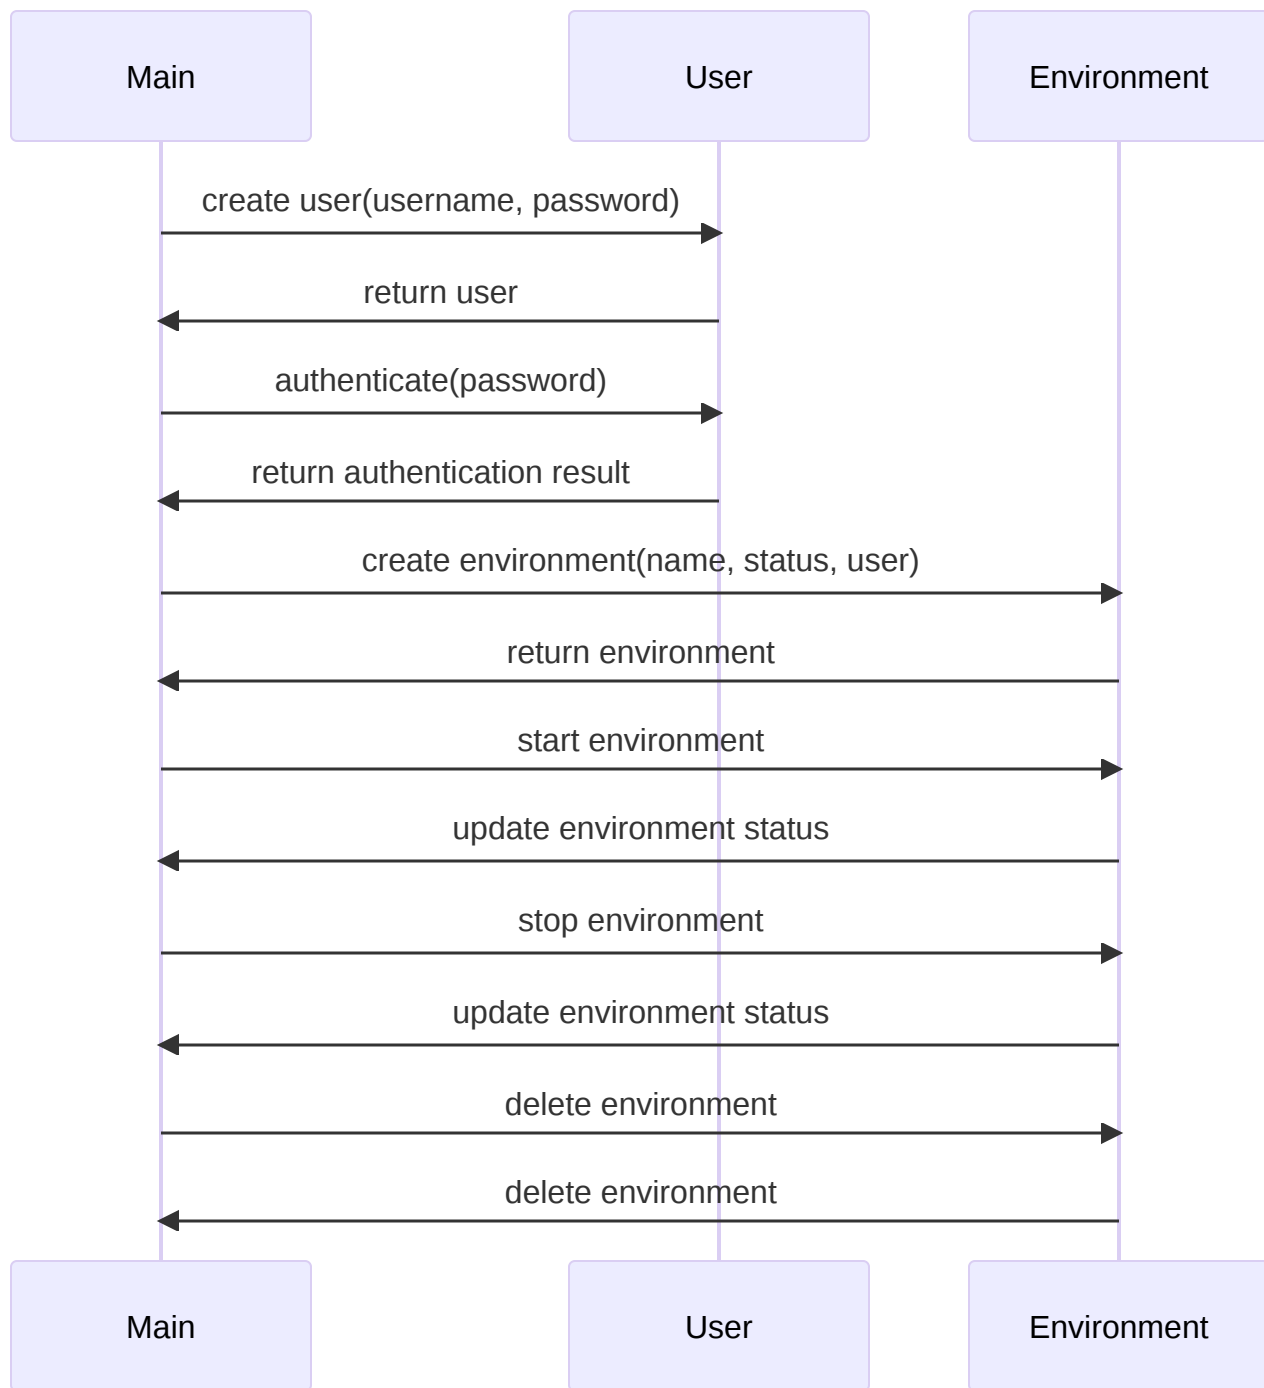 Main
User
Environment
create user(username, password)
return user
authenticate(password)
return authentication result
create environment(name, status, user)
return environment
start environment
update environment status
stop environment
update environment status
delete environment
delete environment
Main
User
Environment